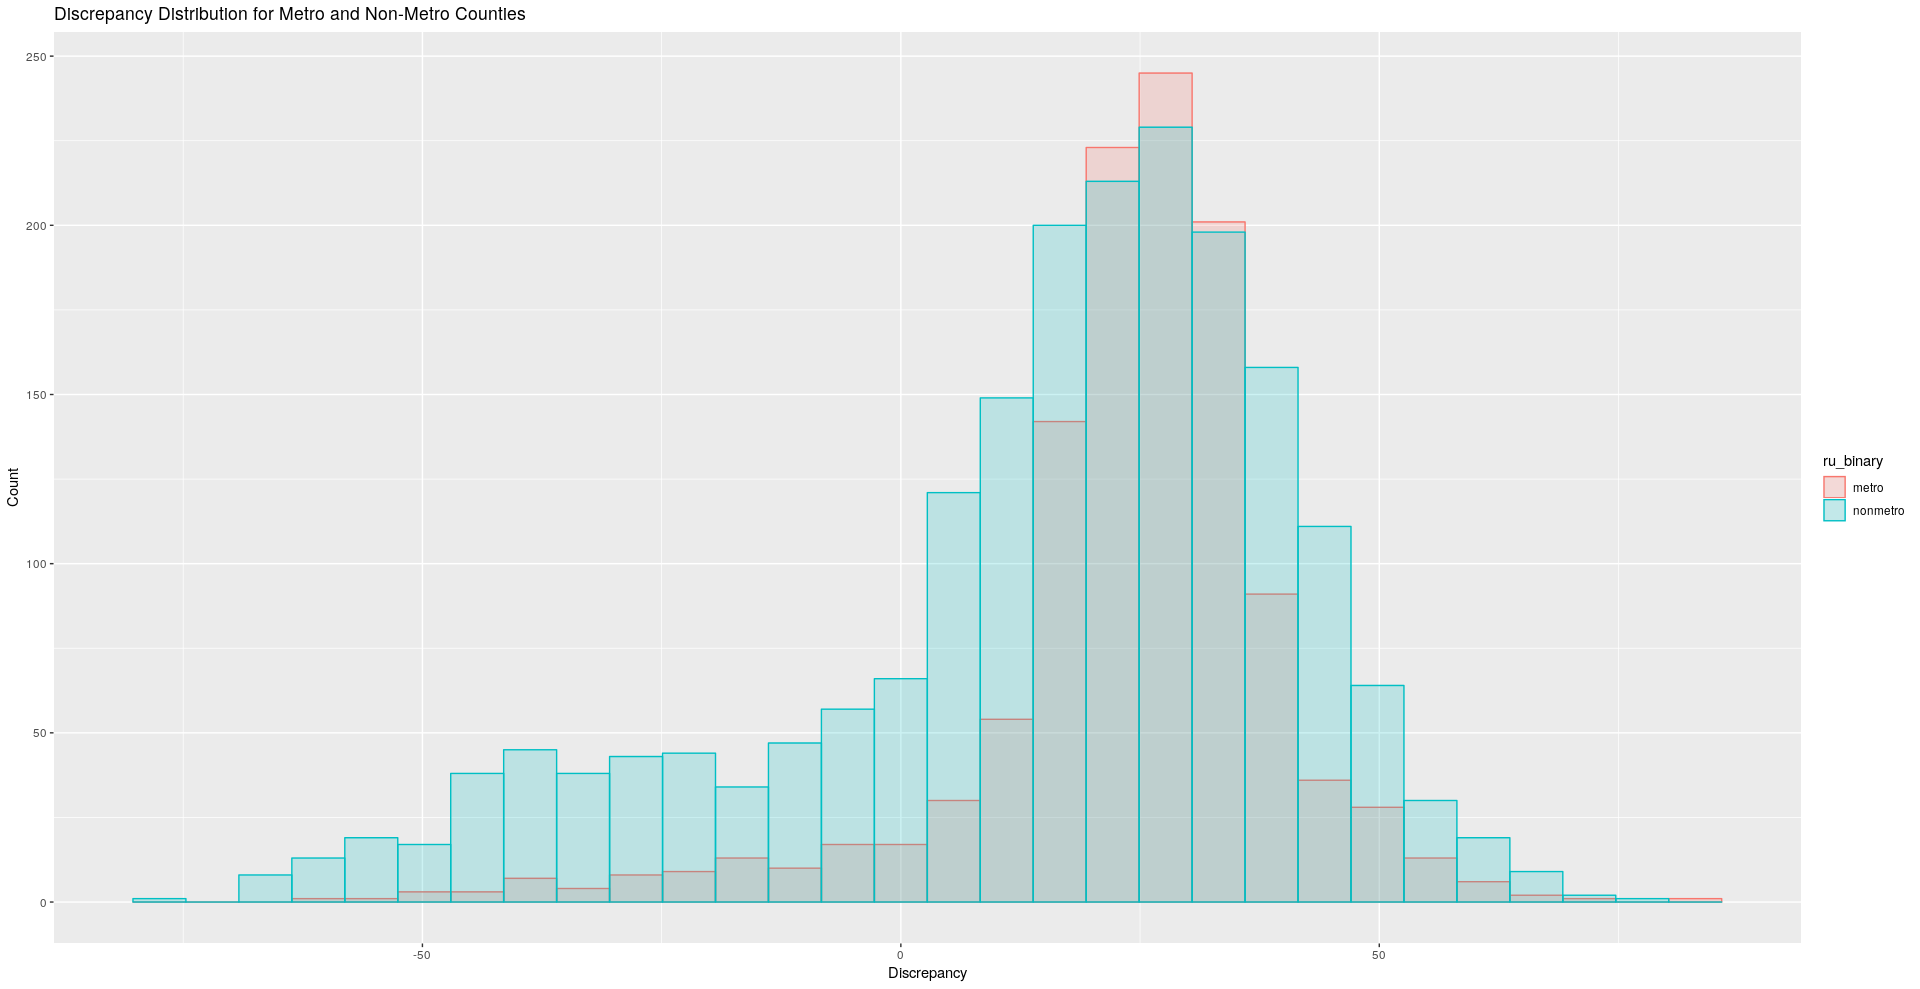 Discrepancy Distribution for Metro and Non-Metro Counties
250
200
150
100
50
0
Count
-50
0
50
Discrepancy
ru_binary
metro
nonmetro